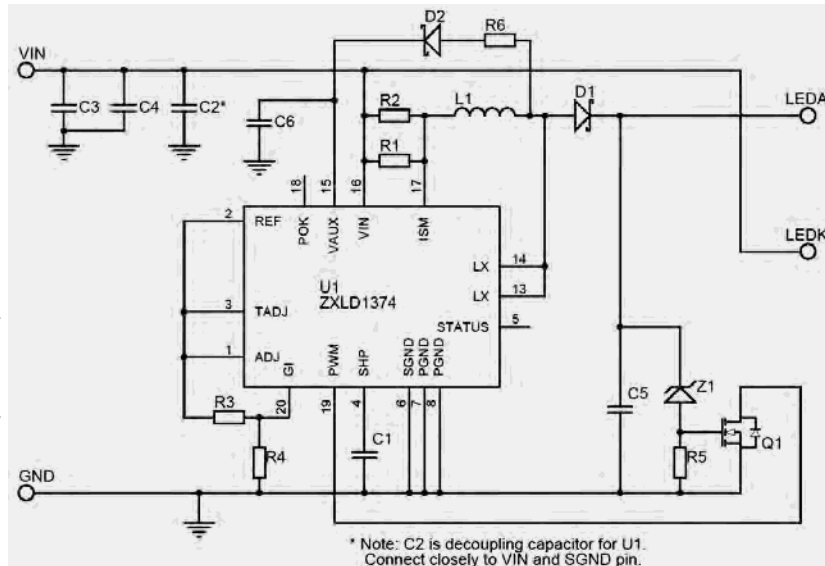 D2
R6
VIN
C3
C4
C2*
C6
R2
L1
D1
LEDA
R1
18
15
16
17
2
REF
POK
VAUX
VIN
ISM
LEDK
U1
ZXLD1374
LX
14
LX
13
3
TADJ
STATUS
5
1
ADJ
GI
PWM
SHP
SGND
PGND
PGND
20
19
4
6
7
8
R3
R4
C1
C5
Z1
Q1
R5
GND
* Note: C2 is decoupling capacitor for U1.
Connect closely to VIN and SGND pin.